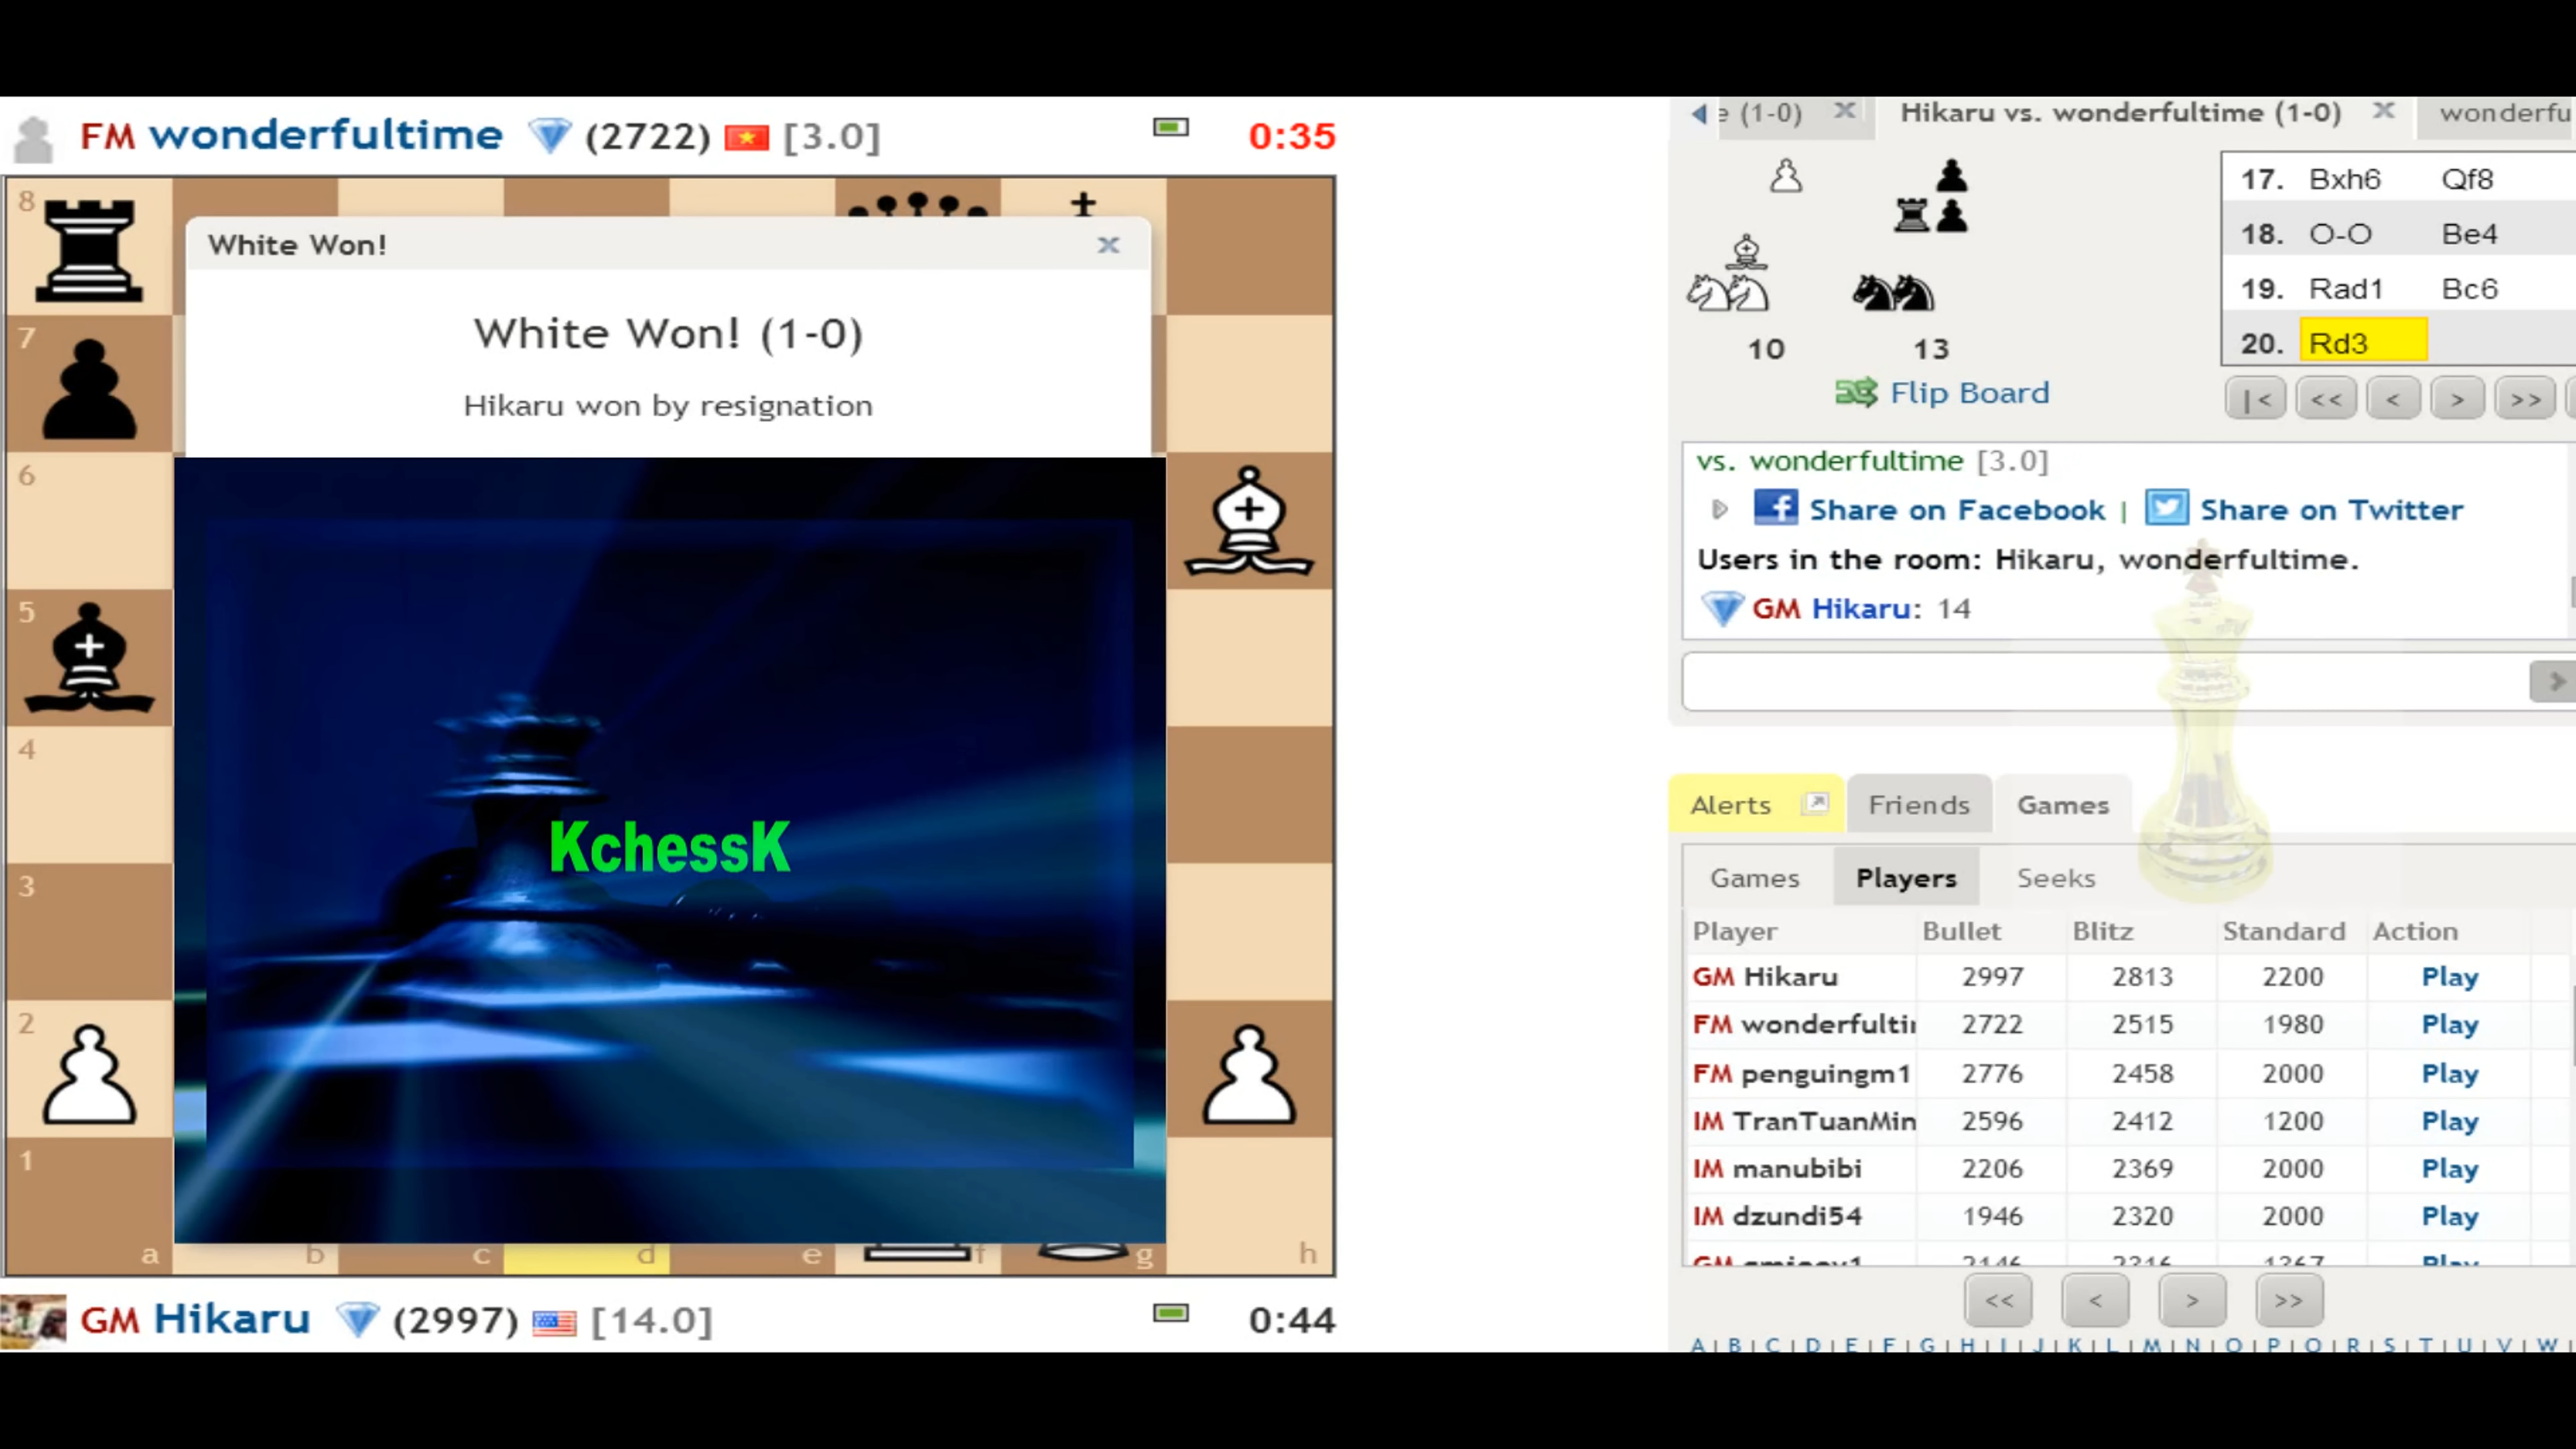 FM wonderfultime (2722) [3.0] 0:35
8
7
6
5
4
3
2
1
a b c d e f g h
White Won! x
White Won! (1-0)
Hikaru won by resignation
KchessK
GM Hikaru (2997) [14.0] 0:44
e (1-0) x Hikaru vs. wonderfultime (1-0) x wonderfu
17. Bxh6 Qf8
18. O-O Be4
19. Rad1 Bc6
20. Rd3
10 13
Flip Board
|< << < > >>
vs. wonderfultime [3.0]
Share on Facebook | Share on Twitter
Users in the room: Hikaru, wonderfultime.
GM Hikaru: 14
Alerts Friends Games
Games Players Seeks
Player Bullet Blitz Standard Action
GM Hikaru 2997 2813 2200 Play
FM wonderfulti 2722 2515 1980 Play
FM penguingm1 2776 2458 2000 Play
IM TranTuanMin 2596 2412 1200 Play
IM manubibi 2206 2369 2000 Play
IM dzundi54 1946 2320 2000 Play
<< < > >>
A | B | C | D | E | F | G | H | I | J | K | L | M | N | O | P | Q | R | S | T | U | V | W